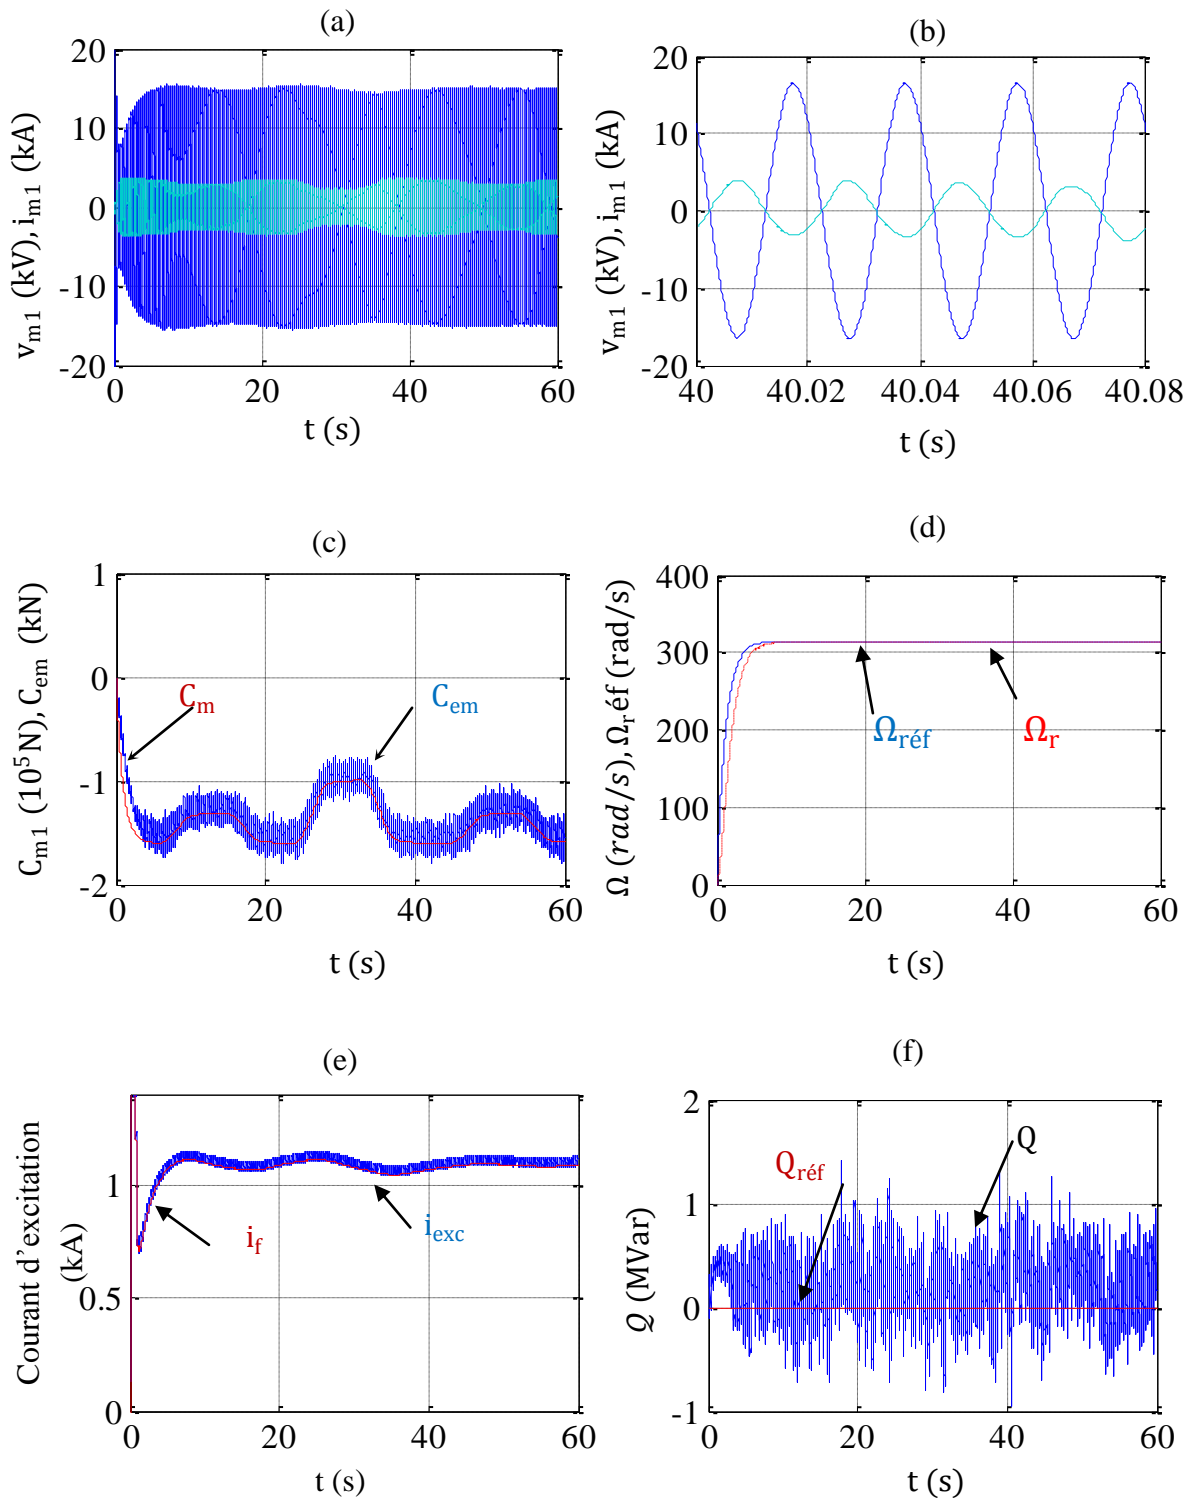 (a)
20
10
0
-10
-20
0
20
40
60
v_m1 (kV), i_m1 (kA)
t (s)
(b)
20
10
0
-10
-20
40
40.02
40.04
40.06
40.08
v_m1 (kV), i_m1 (kA)
t (s)
(c)
1
0
-1
-2
0
20
40
60
C_m
C_em
C_m1 (10^5N), C_em (kN)
t (s)
(d)
400
300
200
100
0
0
20
40
60
Ω_réf
Ω_r
Ω (rad/s), Ω_réf (rad/s)
t (s)
(e)
1
0.5
0
0
20
40
60
i_f
i_exc
Courant d'excitation
(kA)
t (s)
(f)
2
1
0
-1
0
20
40
60
Q_réf
Q
Q (MVar)
t (s)